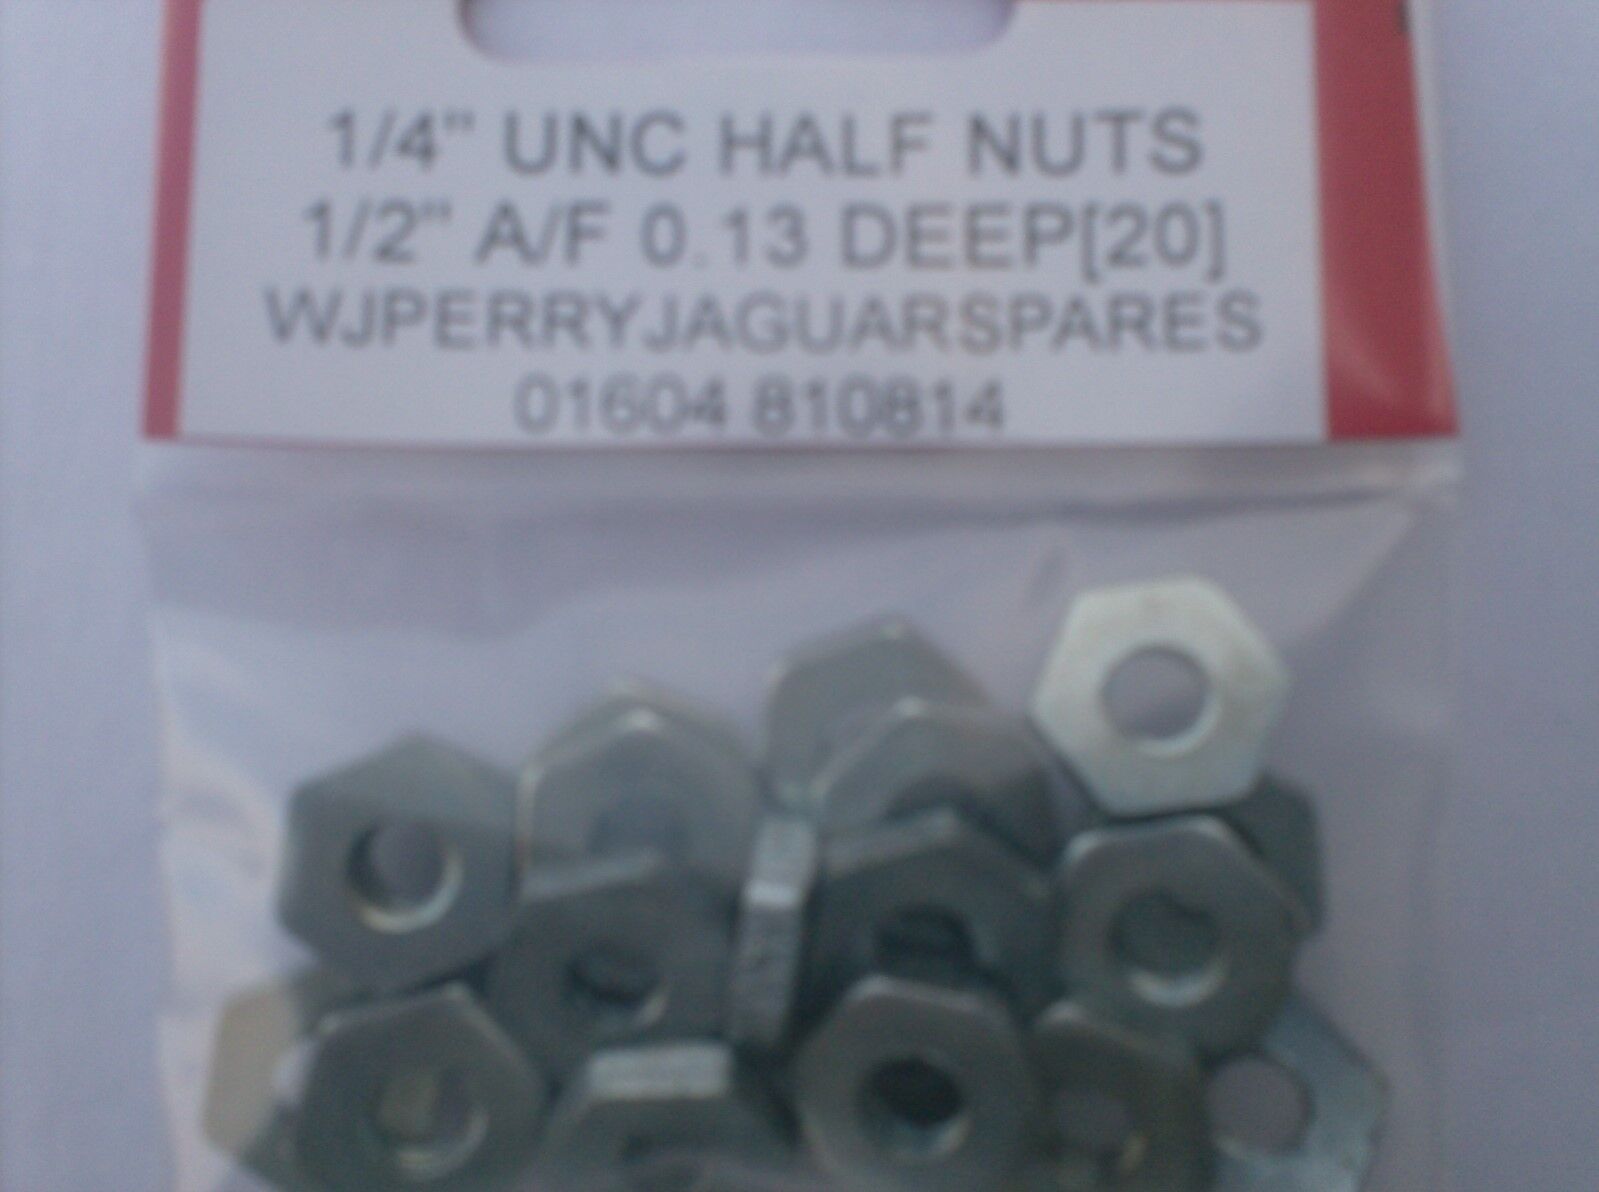 1/4" UNC HALF NUTS
1/2" A/F 0.13 DEEP[20]
WJPERRYJAGUARSPARES
01604 810814